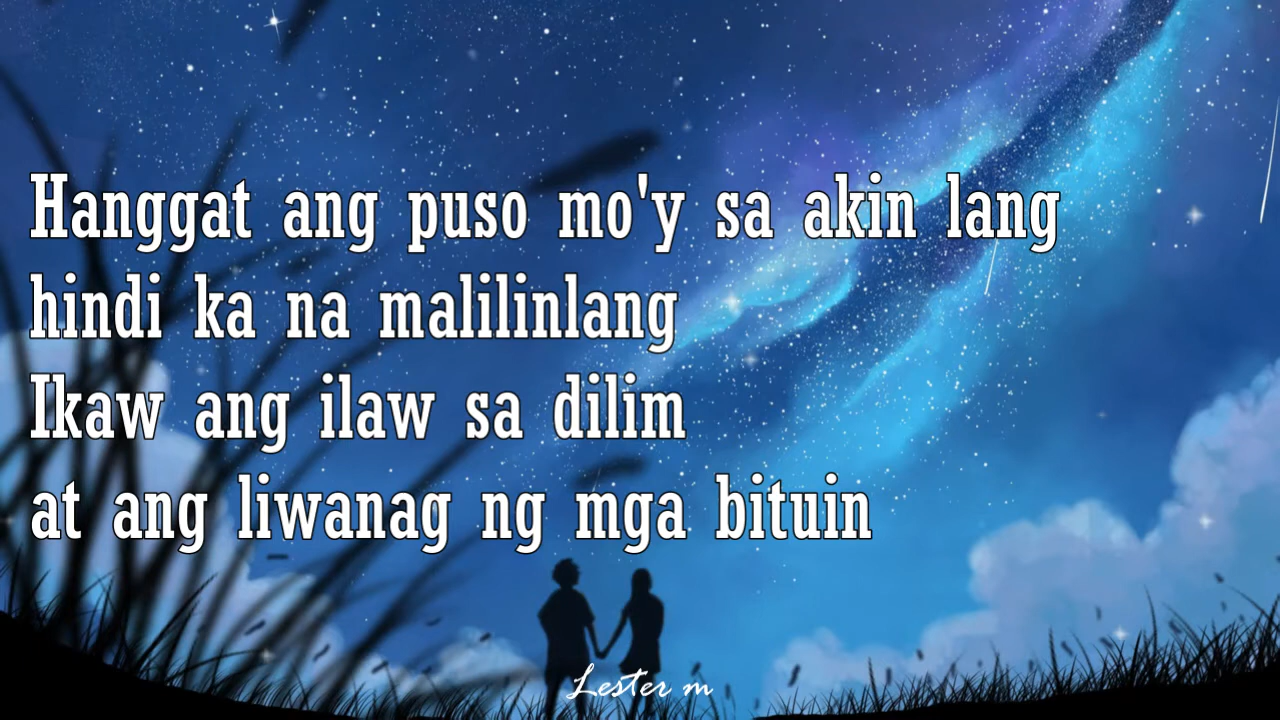 Hanggat ang puso mo'y sa akin lang
hindi ka na malilinlang
Ikaw ang ilaw sa dilim
at ang liwanag ng mga bituin
Lester m